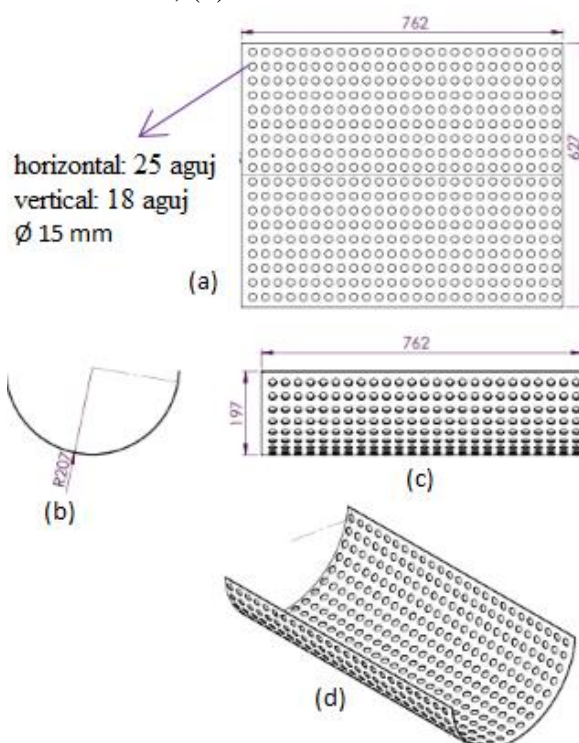 762
627
horizontal: 25 aguj
vertical: 18 aguj
Ø 15 mm
(a)
R207
(b)
762
197
(c)
(d)